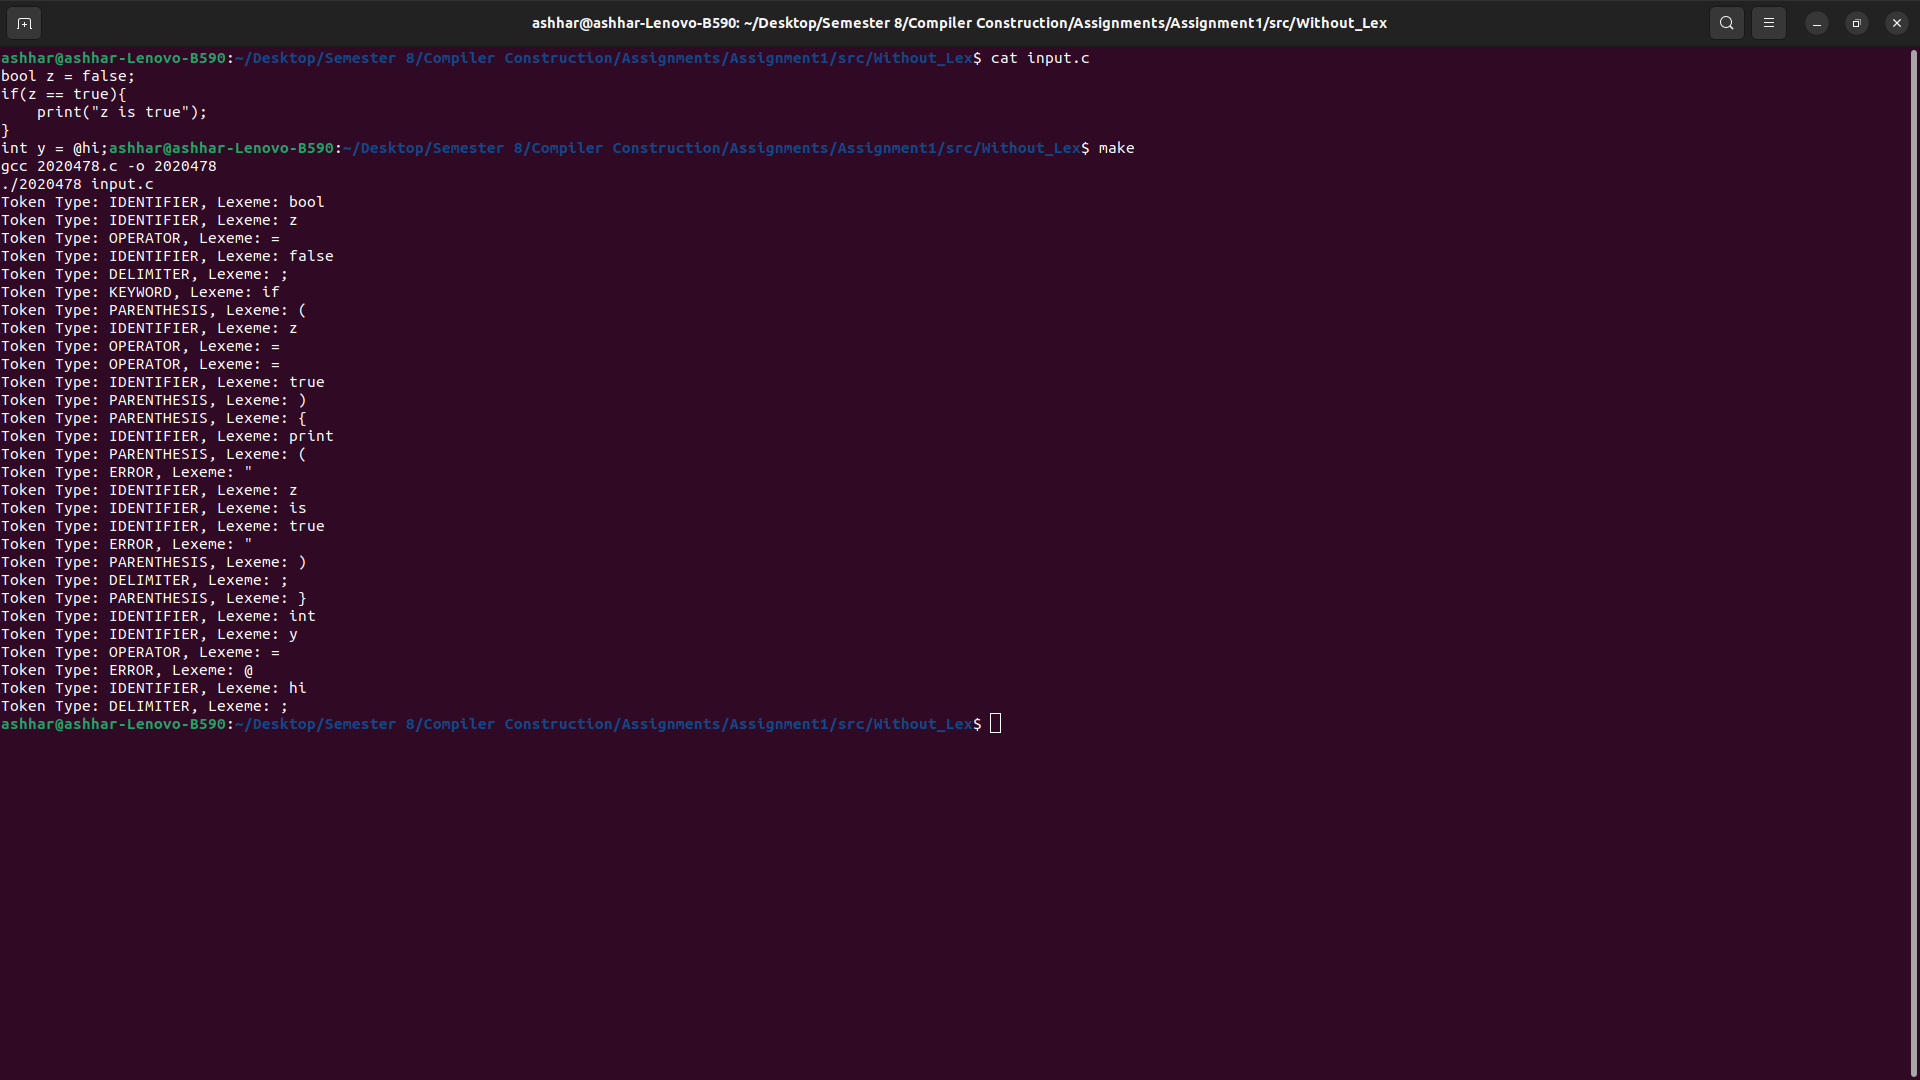 ashhar@ashhar-Lenovo-B590: ~/Desktop/Semester 8/Compiler Construction/Assignments/Assignment1/src/Without_Lex
ashhar@ashhar-Lenovo-B590:~/Desktop/Semester 8/Compiler Construction/Assignments/Assignment1/src/Without_Lex$ cat input.c
bool z = false;
if(z == true){
    print("z is true");
}
int y = @hi;ashhar@ashhar-Lenovo-B590:~/Desktop/Semester 8/Compiler Construction/Assignments/Assignment1/src/Without_Lex$ make
gcc 2020478.c -o 2020478
./2020478 input.c
Token Type: IDENTIFIER, Lexeme: bool
Token Type: IDENTIFIER, Lexeme: z
Token Type: OPERATOR, Lexeme: =
Token Type: IDENTIFIER, Lexeme: false
Token Type: DELIMITER, Lexeme: ;
Token Type: KEYWORD, Lexeme: if
Token Type: PARENTHESIS, Lexeme: (
Token Type: IDENTIFIER, Lexeme: z
Token Type: OPERATOR, Lexeme: =
Token Type: OPERATOR, Lexeme: =
Token Type: IDENTIFIER, Lexeme: true
Token Type: PARENTHESIS, Lexeme: )
Token Type: PARENTHESIS, Lexeme: {
Token Type: IDENTIFIER, Lexeme: print
Token Type: PARENTHESIS, Lexeme: (
Token Type: ERROR, Lexeme: "
Token Type: IDENTIFIER, Lexeme: z
Token Type: IDENTIFIER, Lexeme: is
Token Type: IDENTIFIER, Lexeme: true
Token Type: ERROR, Lexeme: "
Token Type: PARENTHESIS, Lexeme: )
Token Type: DELIMITER, Lexeme: ;
Token Type: PARENTHESIS, Lexeme: }
Token Type: IDENTIFIER, Lexeme: int
Token Type: IDENTIFIER, Lexeme: y
Token Type: OPERATOR, Lexeme: =
Token Type: ERROR, Lexeme: @
Token Type: IDENTIFIER, Lexeme: hi
Token Type: DELIMITER, Lexeme: ;
ashhar@ashhar-Lenovo-B590:~/Desktop/Semester 8/Compiler Construction/Assignments/Assignment1/src/Without_Lex$